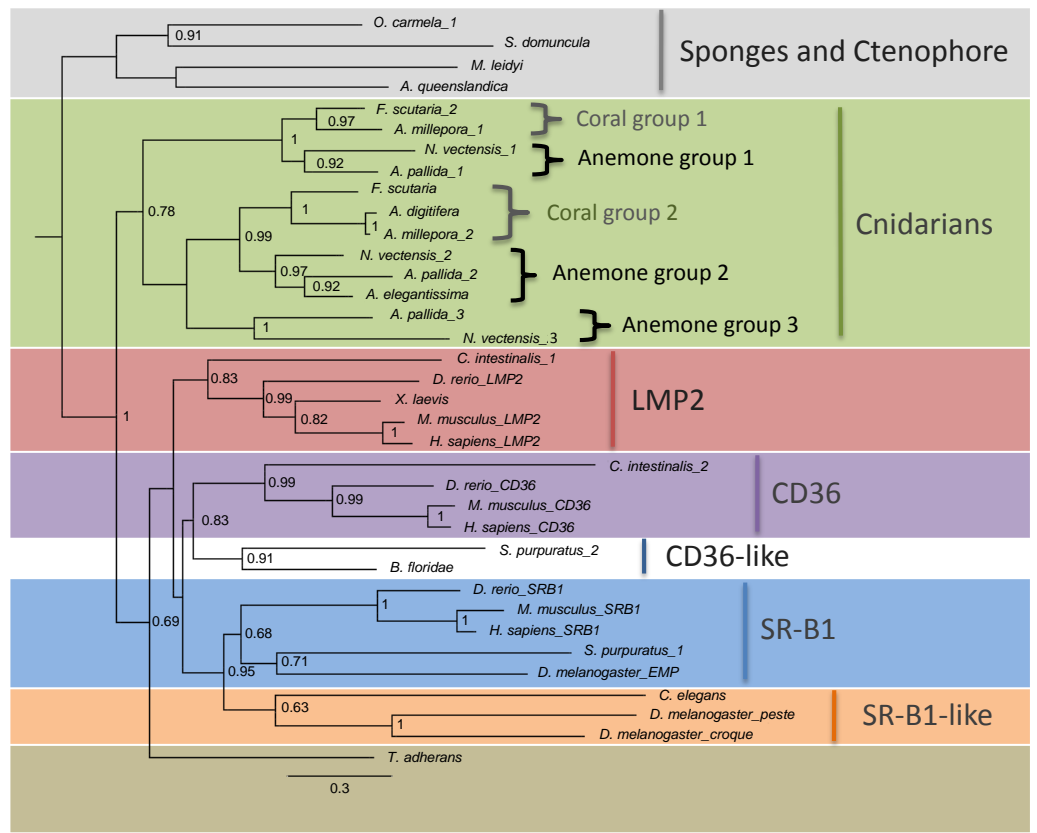 O. carmela_1
0.91
S. domuncula
Sponges and Ctenophore
M. leidyi
A. queenslandica
F. scutaria_2
0.97
Coral group 1
A. millepora_1
1
N. vectensis_1
0.92
Anemone group 1
A. pallida_1
F. scutaria
0.78
1
A. digitifera
Coral group 2
Cnidarians
1
A. millepora_2
0.99
N. vectensis_2
0.97
A. pallida_2
Anemone group 2
0.92
A. elegantissima
A. pallida_3
1
Anemone group 3
N. vectensis_.3
C. intestinalis_1
0.83
D. rerio_LMP2
0.99
X. laevis
LMP2
1
0.82
M. musculus_LMP2
1
H. sapiens_LMP2
C. intestinalis_2
0.99
D. rerio_CD36
0.99
CD36
M. musculus_CD36
0.83
1
H. sapiens_CD36
S. purpuratus_2
0.91
CD36-like
B. floridae
D. rerio_SRB1
1
M. musculus_SRB1
0.69
1
SR-B1
H. sapiens_SRB1
0.68
S. purpuratus_1
0.71
0.95
D. melanogaster_EMP
C. elegans
0.63
D. melanogaster_peste
SR-B1-like
1
D. melanogaster_croque
T. adherans
0.3